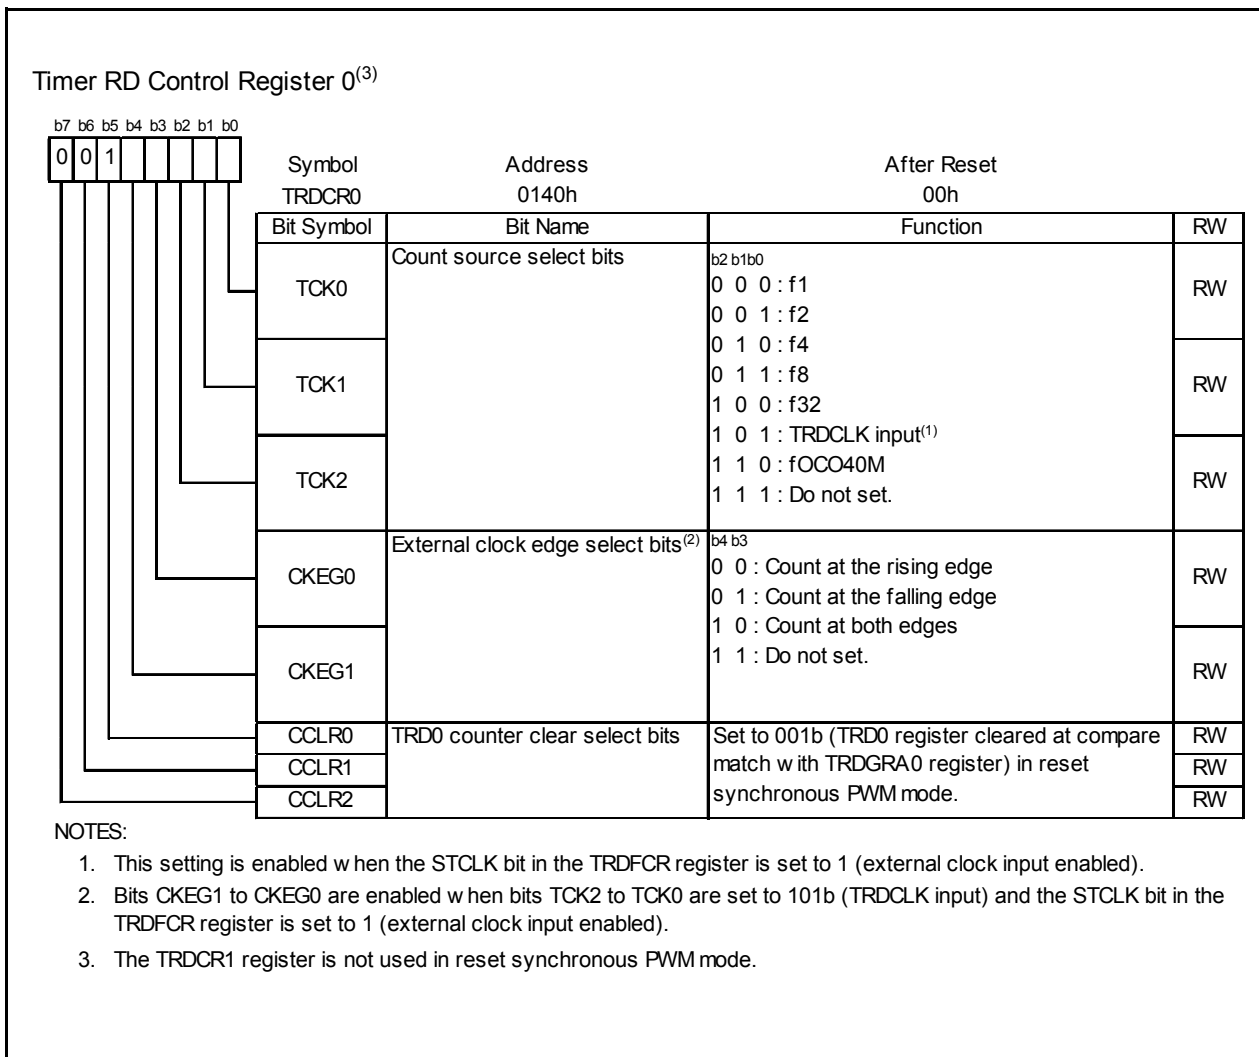 Timer RD Control Register 0(3)
b7 b6 b5 b4 b3 b2 b1 b0
0 0 1
Symbol Address After Reset
TRDCR0 0140h 00h
Bit Symbol Bit Name Function RW
TCK0 Count source select bits b2 b1b0 RW
0 0 0 : f1
0 0 1 : f2
0 1 0 : f4
TCK1 0 1 1 : f8 RW
1 0 0 : f32
1 0 1 : TRDCLK input(1)
TCK2 1 1 0 : fOCO40M RW
1 1 1 : Do not set.
CKEG0 External clock edge select bits(2) b4 b3 RW
0 0 : Count at the rising edge
0 1 : Count at the falling edge
1 0 : Count at both edges
CKEG1 1 1 : Do not set. RW
CCLR0 TRD0 counter clear select bits Set to 001b (TRD0 register cleared at compare RW
CCLR1 match with TRDGRA0 register) in reset RW
CCLR2 synchronous PWM mode. RW
NOTES:
1. This setting is enabled when the STCLK bit in the TRDFCR register is set to 1 (external clock input enabled).
2. Bits CKEG1 to CKEG0 are enabled when bits TCK2 to TCK0 are set to 101b (TRDCLK input) and the STCLK bit in the
TRDFCR register is set to 1 (external clock input enabled).
3. The TRDCR1 register is not used in reset synchronous PWM mode.